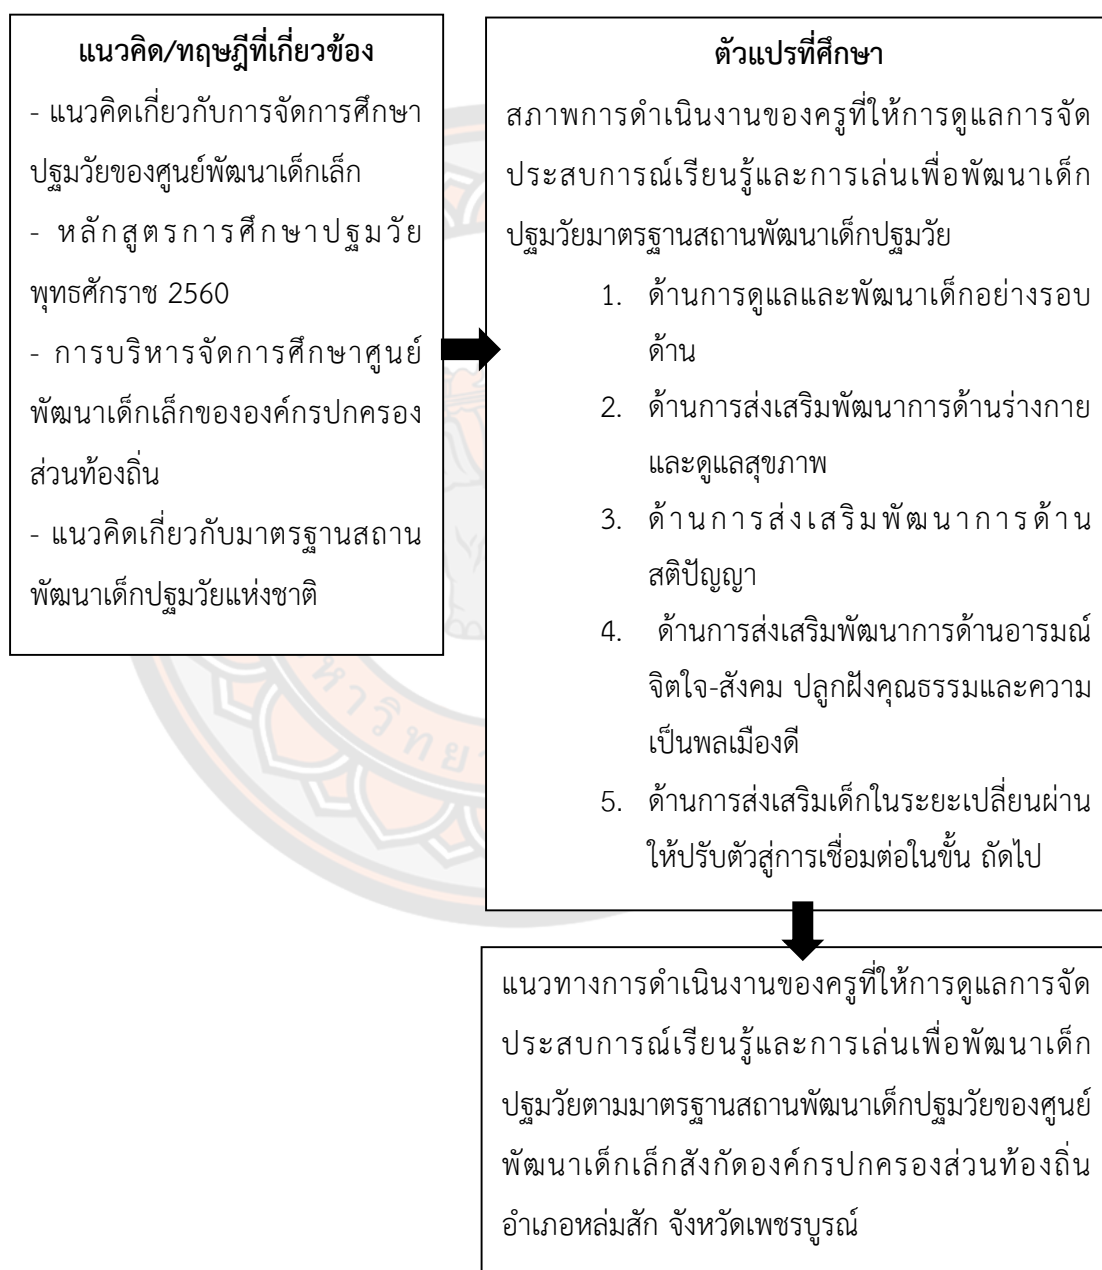 แนวคิด/ทฤษฎีที่เกี่ยวข้อง
- แนวคิดเกี่ยวกับการจัดการศึกษา
ปฐมวัยของศูนย์พัฒนาเด็กเล็ก
- หลักสูตรการศึกษาปฐมวัย
พุทธศักราช 2560
- การบริหารจัดการศึกษาศูนย์
พัฒนาเด็กเล็กขององค์กรปกครอง
ส่วนท้องถิ่น
- แนวคิดเกี่ยวกับมาตรฐานสถาน
พัฒนาเด็กปฐมวัยแห่งชาติ
ตัวแปรที่ศึกษา
สภาพการดำเนินงานของครูที่ให้การดูแลการจัด
ประสบการณ์เรียนรู้และการเล่นเพื่อพัฒนาเด็ก
ปฐมวัยมาตรฐานสถานพัฒนาเด็กปฐมวัย
1. ด้านการดูแลและพัฒนาเด็กอย่างรอบ
ด้าน
2. ด้านการส่งเสริมพัฒนาการด้านร่างกาย
และดูแลสุขภาพ
3. ด้านการส่งเสริมพัฒนาการด้าน
สติปัญญา
4. ด้านการส่งเสริมพัฒนาการด้านอารมณ์
จิตใจ-สังคม ปลูกฝังคุณธรรมและความ
เป็นพลเมืองดี
5. ด้านการส่งเสริมเด็กในระยะเปลี่ยนผ่าน
ให้ปรับตัวสู่การเชื่อมต่อในขั้น ถัดไป
แนวทางการดำเนินงานของครูที่ให้การดูแลการจัด
ประสบการณ์เรียนรู้และการเล่นเพื่อพัฒนาเด็ก
ปฐมวัยตามมาตรฐานสถานพัฒนาเด็กปฐมวัยของศูนย์
พัฒนาเด็กเล็กสังกัดองค์กรปกครองส่วนท้องถิ่น
อำเภอหล่มสัก จังหวัดเพชรบูรณ์